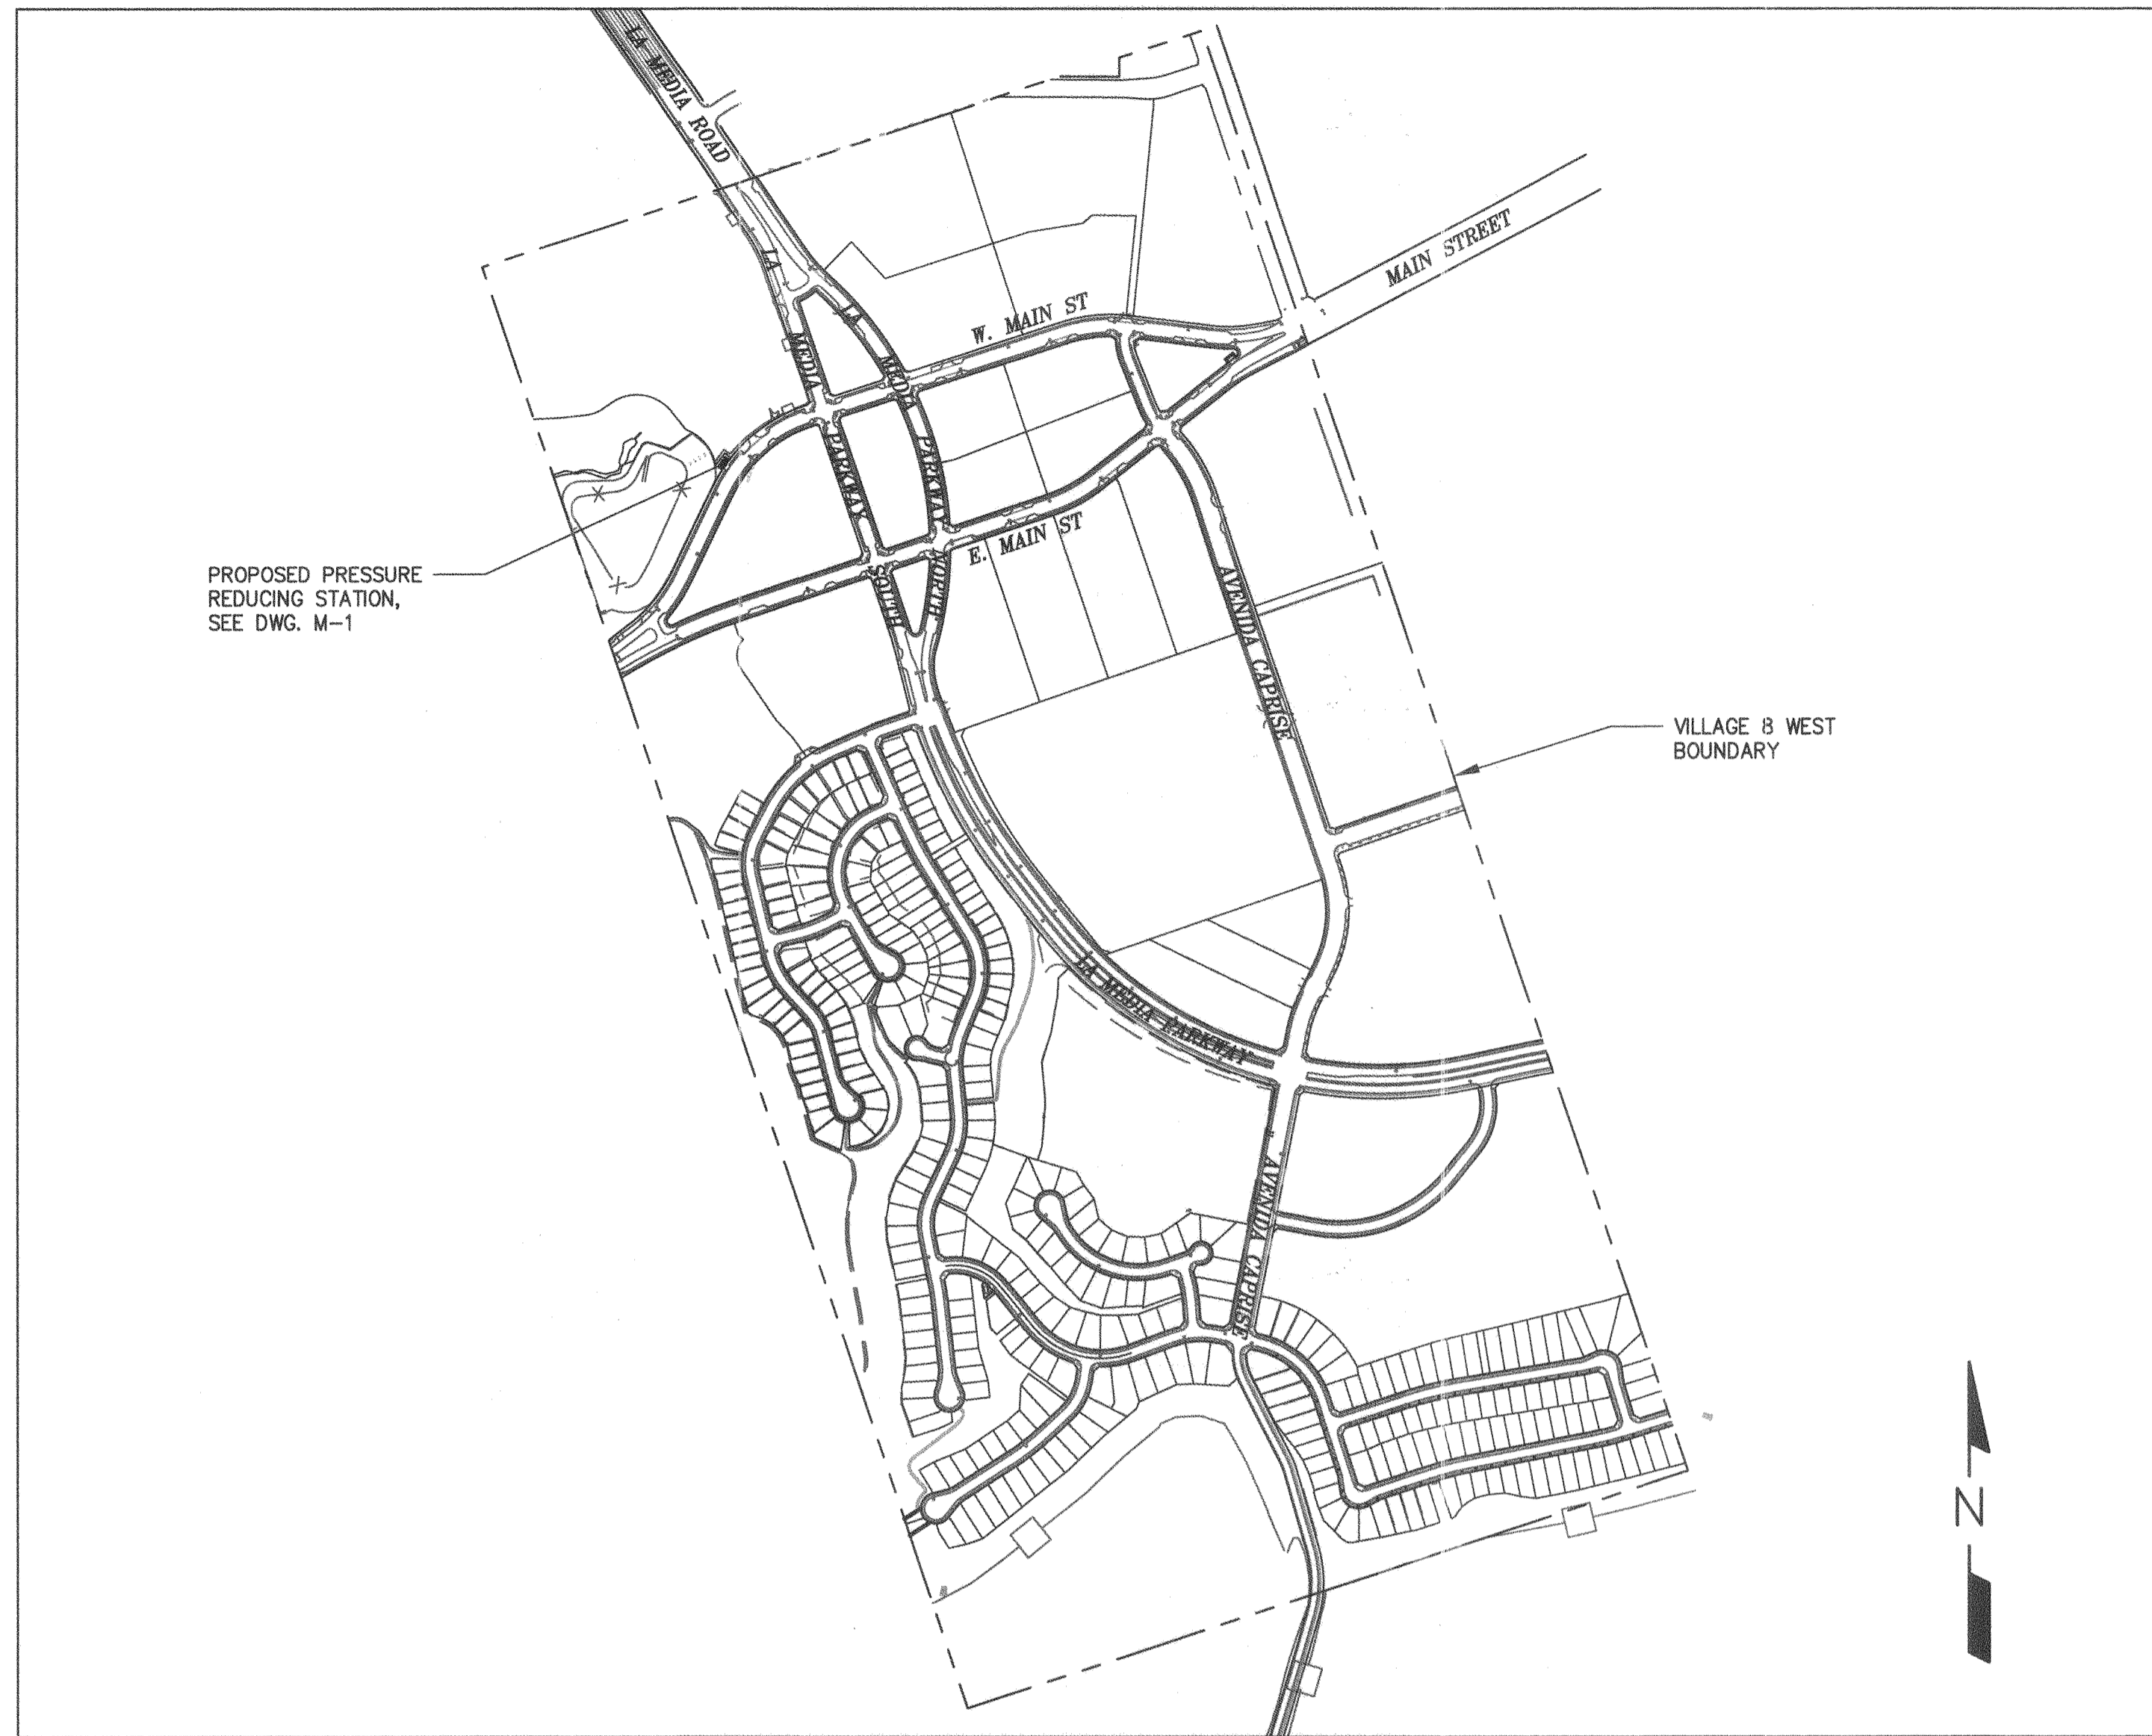 LA MEDIA ROAD
MAIN STREET
W. MAIN ST
LA MEDIA PARKWAY SOUTH
LA MEDIA PARKWAY NORTH
E. MAIN ST
PROPOSED PRESSURE
REDUCING STATION,
SEE DWG. M-1
AVENIDA CAPRISE
VILLAGE 8 WEST
BOUNDARY
LA MEDIA PARKWAY
AVENIDA CAPRISE
N